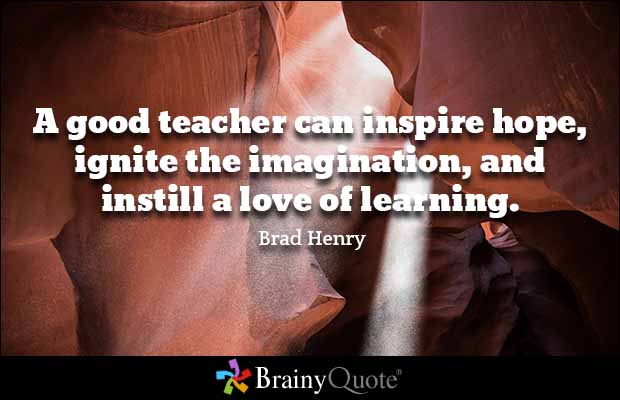 A good teacher can inspire hope,
ignite the imagination, and
instill a love of learning.
Brad Henry
BrainyQuote®